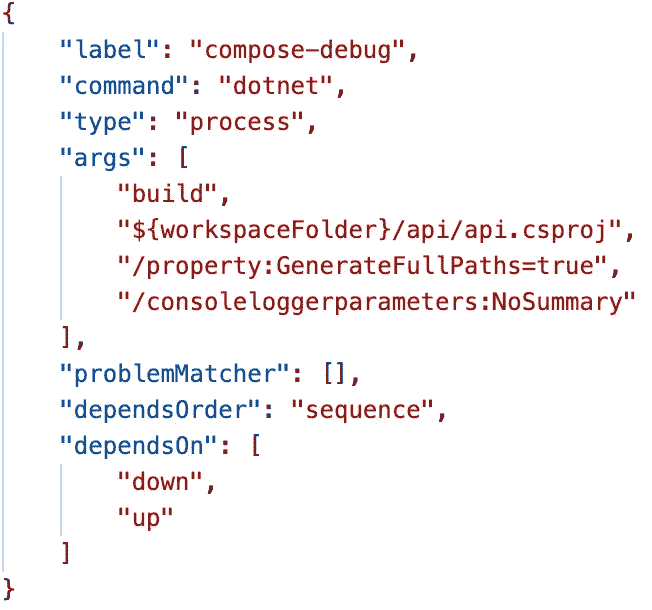 {
    "label": "compose-debug",
    "command": "dotnet",
    "type": "process",
    "args": [
        "build",
        "${workspaceFolder}/api/api.csproj",
        "/property:GenerateFullPaths=true",
        "/consoleloggerparameters:NoSummary"
    ],
    "problemMatcher": [],
    "dependsOrder": "sequence",
    "dependsOn": [
        "down",
        "up"
    ]
}